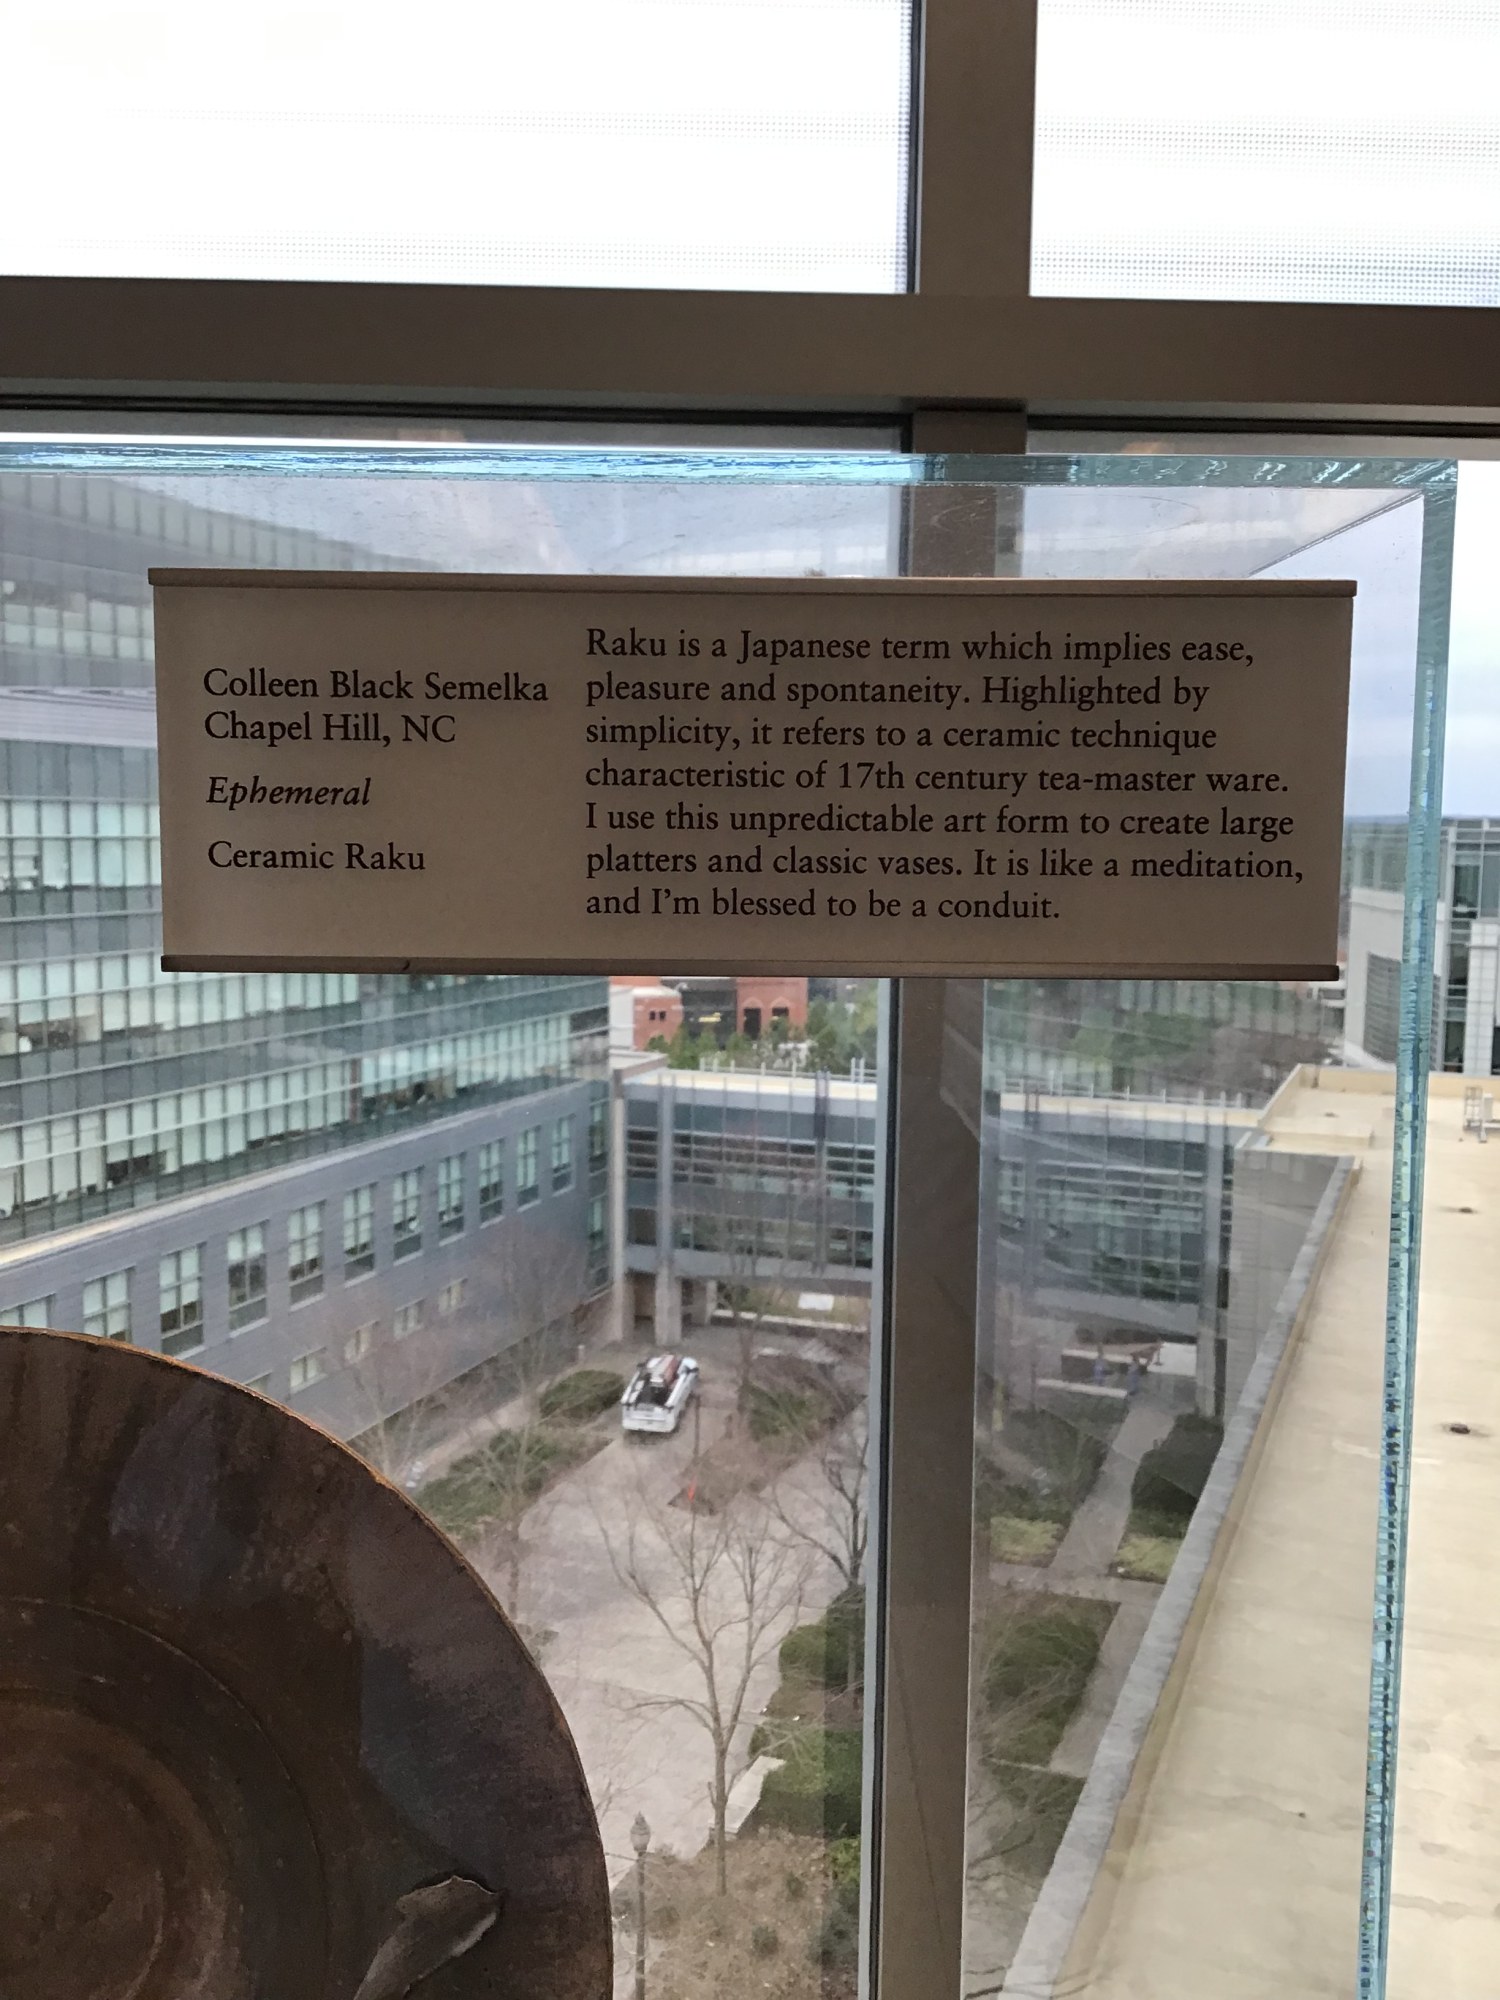 Colleen Black Semelka
Chapel Hill, NC
Ephemeral
Ceramic Raku
Raku is a Japanese term which implies ease,
pleasure and spontaneity. Highlighted by
simplicity, it refers to a ceramic technique
characteristic of 17th century tea-master ware.
I use this unpredictable art form to create large
platters and classic vases. It is like a meditation,
and I'm blessed to be a conduit.